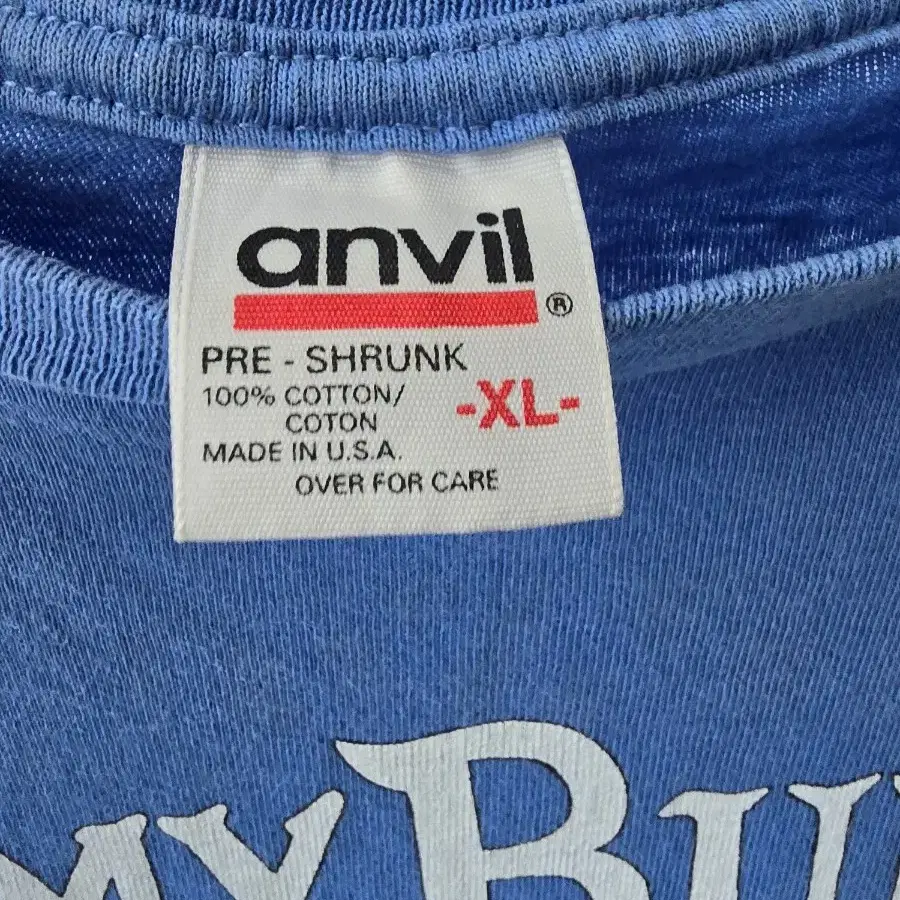 anvil ®
PRE - SHRUNK
100% COTTON/
COTON
-XL-
MADE IN U.S.A.
OVER FOR CARE